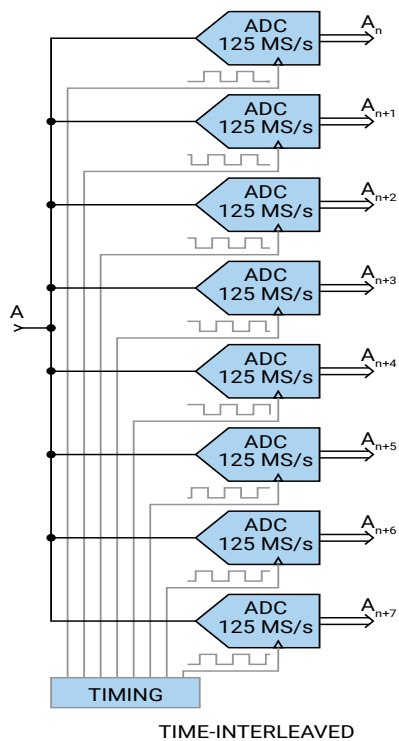 ADC
125 MS/s
An
ADC
125 MS/s
An+1
ADC
125 MS/s
An+2
ADC
125 MS/s
An+3
A
ADC
125 MS/s
An+4
ADC
125 MS/s
An+5
ADC
125 MS/s
An+6
ADC
125 MS/s
An+7
TIMING
TIME-INTERLEAVED